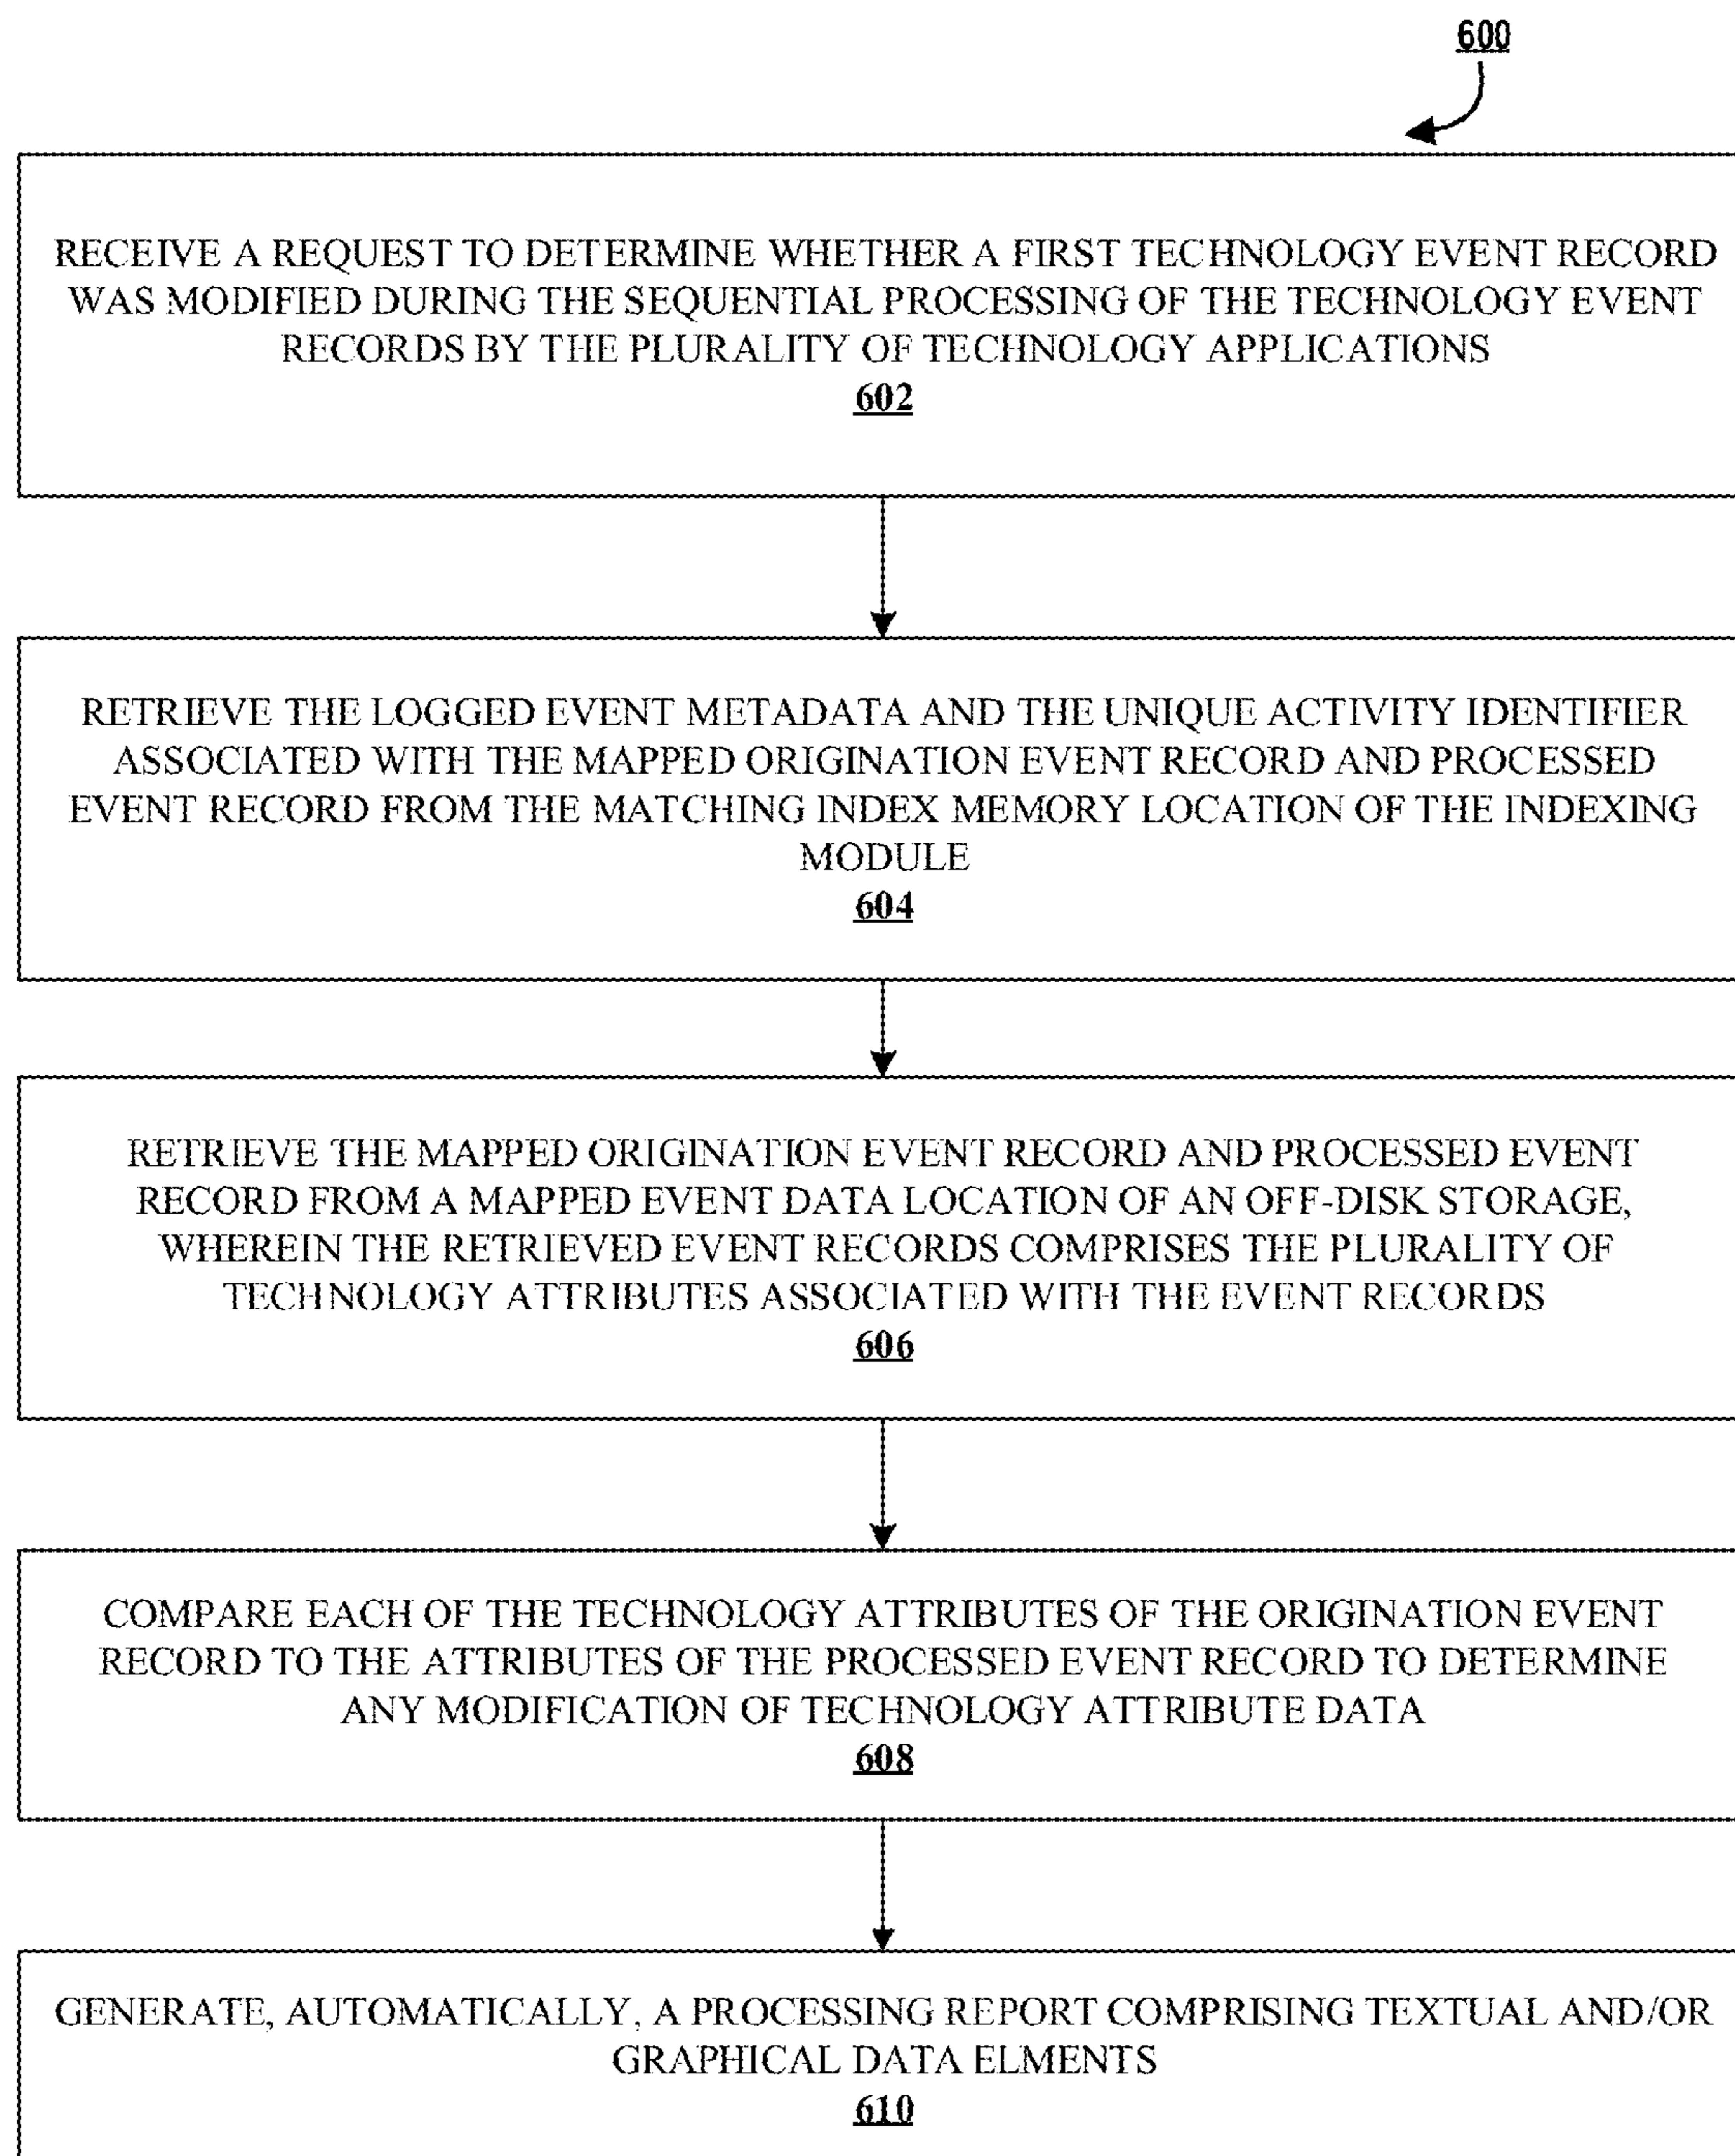 600
RECEIVE A REQUEST TO DETERMINE WHETHER A FIRST TECHNOLOGY EVENT RECORD
WAS MODIFIED DURING THE SEQUENTIAL PROCESSING OF THE TECHNOLOGY EVENT
RECORDS BY THE PLURALITY OF TECHNOLOGY APPLICATIONS
602
RETRIEVE THE LOGGED EVENT METADATA AND THE UNIQUE ACTIVITY IDENTIFIER
ASSOCIATED WITH THE MAPPED ORIGINATION EVENT RECORD AND PROCESSED
EVENT RECORD FROM THE MATCHING INDEX MEMORY LOCATION OF THE INDEXING
MODULE
604
RETRIEVE THE MAPPED ORIGINATION EVENT RECORD AND PROCESSED EVENT
RECORD FROM A MAPPED EVENT DATA LOCATION OF AN OFF-DISK STORAGE,
WHEREIN THE RETRIEVED EVENT RECORDS COMPRISES THE PLURALITY OF
TECHNOLOGY ATTRIBUTES ASSOCIATED WITH THE EVENT RECORDS
606
COMPARE EACH OF THE TECHNOLOGY ATTRIBUTES OF THE ORIGINATION EVENT
RECORD TO THE ATTRIBUTES OF THE PROCESSED EVENT RECORD TO DETERMINE
ANY MODIFICATION OF TECHNOLOGY ATTRIBUTE DATA
608
GENERATE, AUTOMATICALLY, A PROCESSING REPORT COMPRISING TEXTUAL AND/OR
GRAPHICAL DATA ELMENTS
610